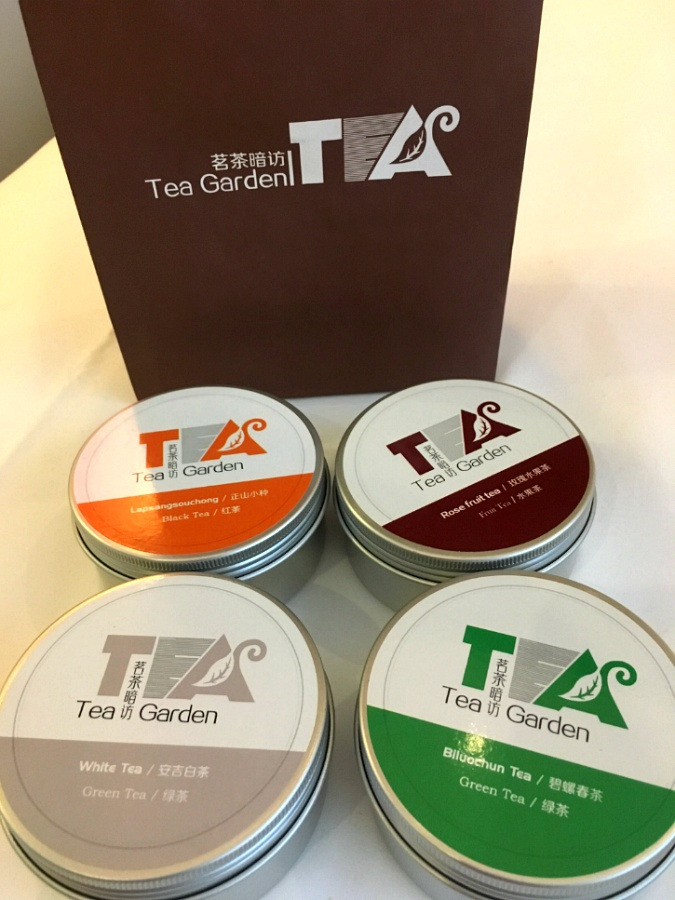 茗茶暗访
Tea Garden
TEA
TEA
茗茶暗访
Tea Garden
Lapsangsouchong / 正山小种
Black Tea / 红茶
TEA
茗茶暗访
Tea Garden
Rose fruit tea / 玫瑰水果茶
Fruit Tea / 水果茶
TEA
茗茶暗访
Tea Garden
White Tea / 安吉白茶
Green Tea / 绿茶
TEA
茗茶暗访
Tea Garden
Biluochun Tea / 碧螺春茶
Green Tea / 绿茶